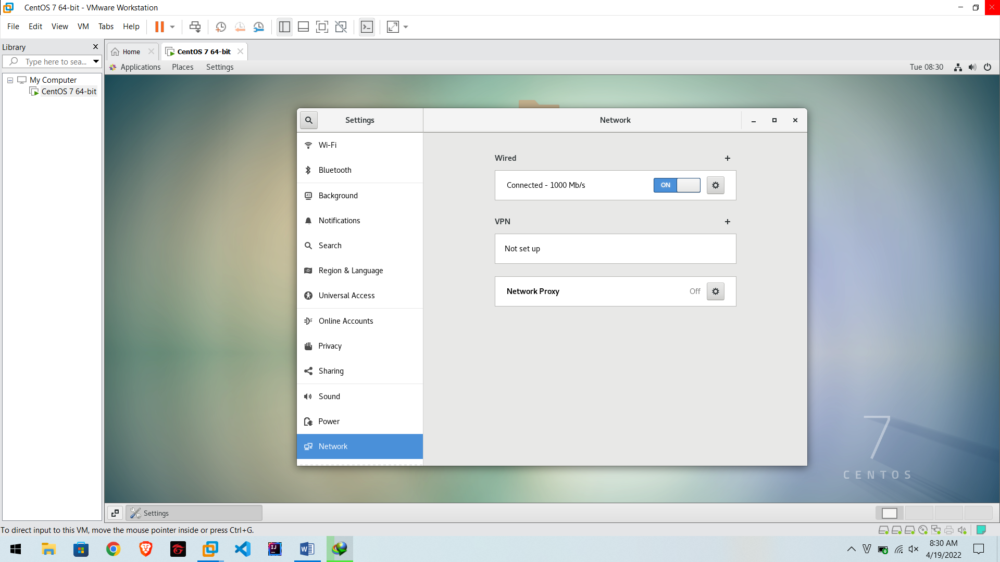 CentOS 7 64-bit - VMware Workstation
File Edit View VM Tabs Help
Library
Type here to sea...
My Computer
CentOS 7 64-bit
Home
CentOS 7 64-bit
Applications Places Settings
Tue 08:30
Settings
Network
Wi-Fi
Bluetooth
Background
Notifications
Search
Region & Language
Universal Access
Online Accounts
Privacy
Sharing
Sound
Power
Network
Wired
Connected - 1000 Mb/s
ON
VPN
Not set up
Network Proxy
Off
7
CENTOS
Settings
To direct input to this VM, move the mouse pointer inside or press Ctrl+G.
8:30 AM
4/19/2022